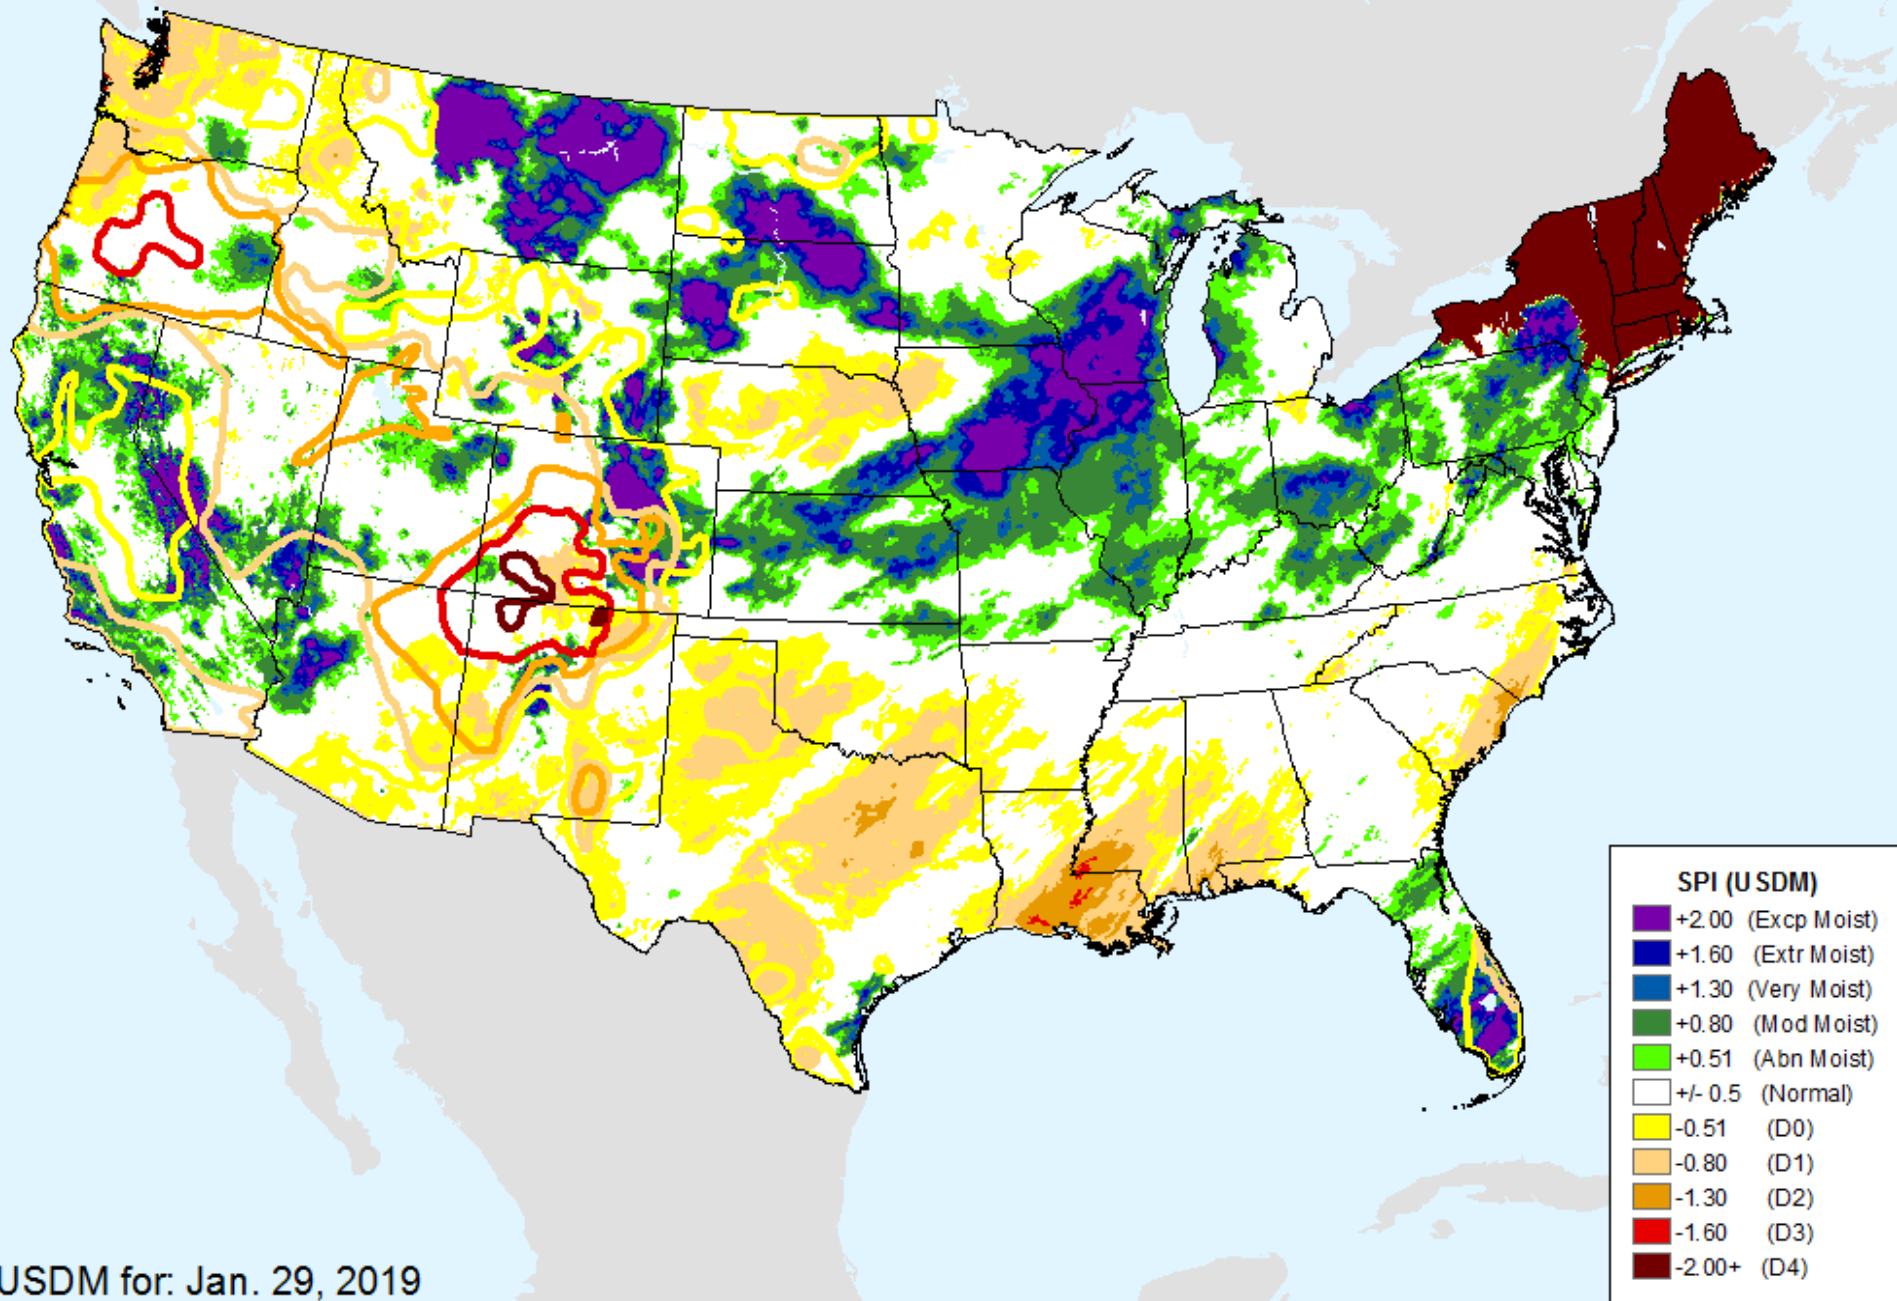 SPI (USDM)
+2.00 (Excp Moist)
+1.60 (Extr Moist)
+1.30 (Very Moist)
+0.80 (Mod Moist)
+0.51 (Abn Moist)
+/- 0.5 (Normal)
-0.51 (D0)
-0.80 (D1)
-1.30 (D2)
-1.60 (D3)
-2.00+ (D4)
USDM for: Jan. 29, 2019